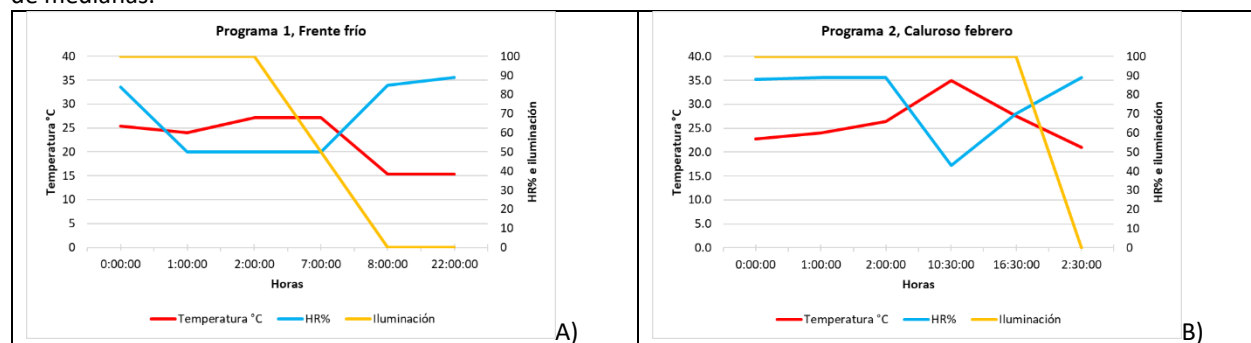 de medianas.
Programa 1, Frente frío
40
35
30
25
20
15
10
5
0
Temperatura °C
100
90
80
70
60
50
40
30
20
10
0
HR% e iluminación
0:00:00 1:00:00 2:00:00 7:00:00 8:00:00 22:00:00
Horas
Temperatura °C HR% Iluminación
A)
Programa 2, Caluroso febrero
40.0
35.0
30.0
25.0
20.0
15.0
10.0
5.0
0.0
Temperatura °C
100
90
80
70
60
50
40
30
20
10
0
HR% e iluminación
0:00:00 1:00:00 2:00:00 10:30:00 16:30:00 2:30:00
Horas
Temperatura °C HR% Iluminación
B)